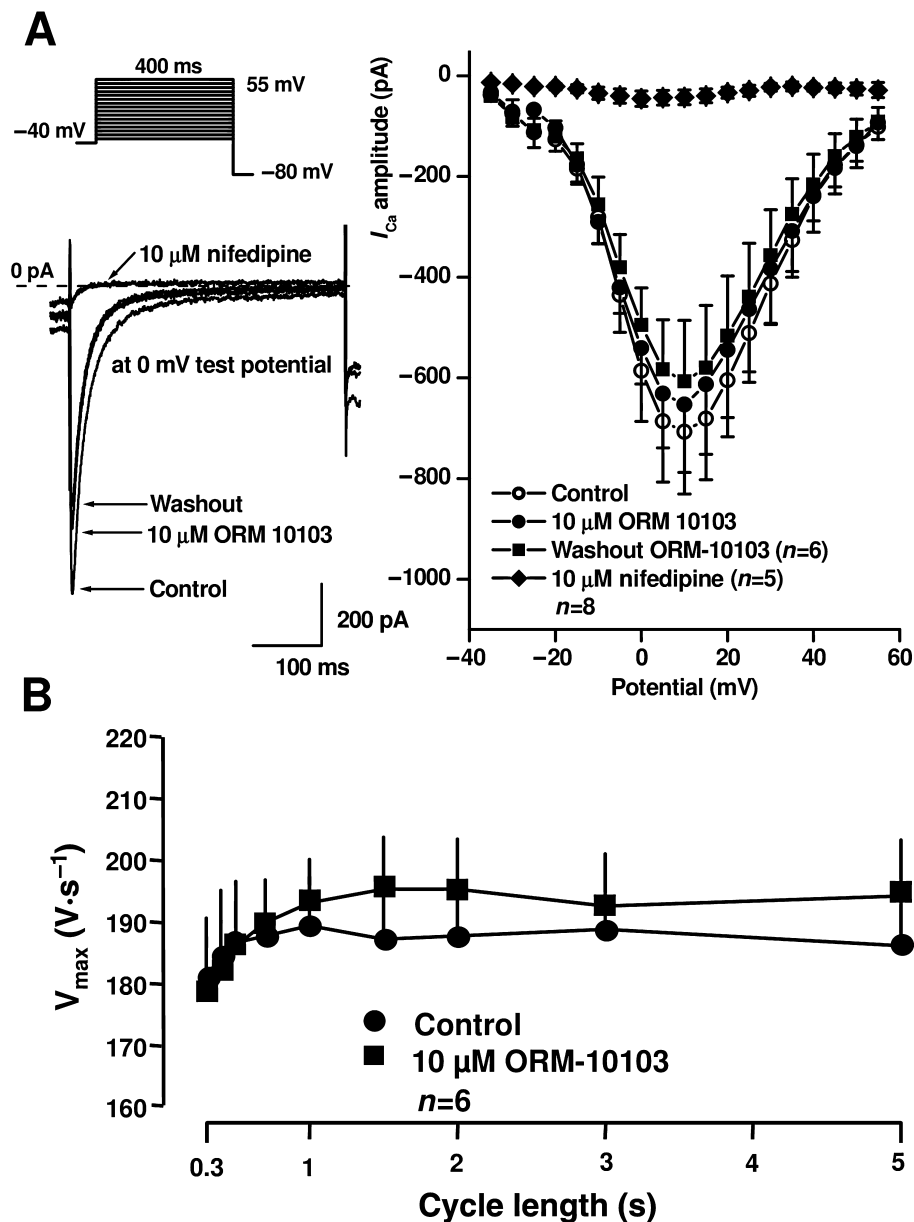 A
400 ms
55 mV
−40 mV
−80 mV
10 μM nifedipine
0 pA
at 0 mV test potential
Washout
10 μM ORM 10103
Control
200 pA
100 ms
I Ca amplitude (pA)
0
−200
−400
−600
−800
−1000
Control
10 μM ORM 10103
Washout ORM-10103 (n=6)
10 μM nifedipine (n=5)
n=8
−40 −20 0 20 40 60
Potential (mV)
B
Vmax (V·s⁻¹)
220
210
200
190
180
170
160
Control
10 μM ORM-10103
n=6
0.3 1 2 3 4 5
Cycle length (s)